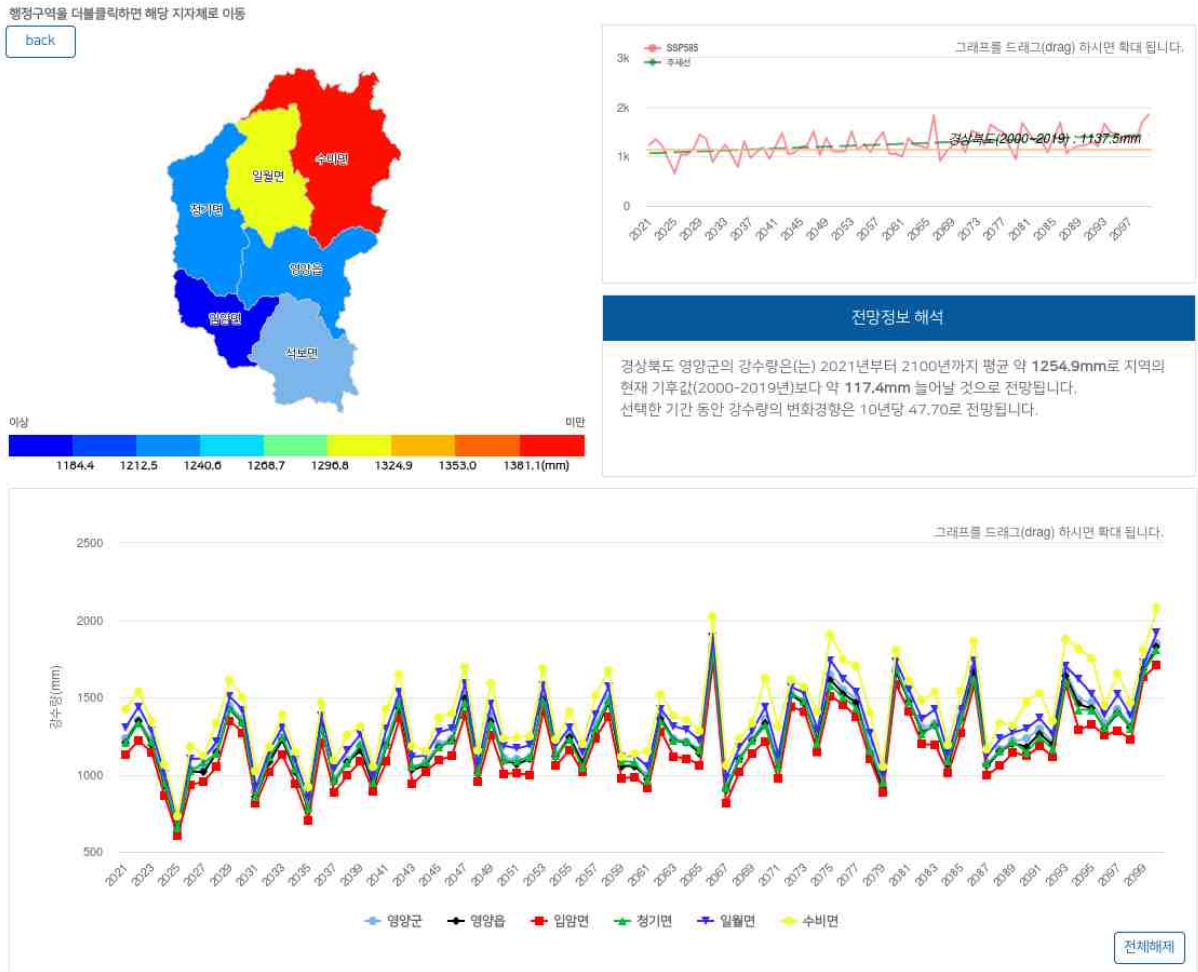 행정구역을 더블클릭하면 해당 지자체로 이동
back
수비면
일월면
청기면
영양읍
입암면
석보면
이상
미만
1184.4 1212.5 1240.6 1268.7 1296.8 1324.9 1353.0 1381.1(mm)
SSP585
추세선
그래프를 드래그(drag) 하시면 확대 됩니다.
3k
2k
1k
0
경상북도(2000~2019) : 1137.5mm
2021 2025 2029 2033 2037 2041 2045 2049 2053 2057 2061 2065 2069 2073 2077 2081 2085 2089 2093 2097
전망정보 해석
경상북도 영양군의 강수량은(는) 2021년부터 2100년까지 평균 약 1254.9mm로 지역의
현재 기후값(2000-2019년)보다 약 117.4mm 늘어날 것으로 전망됩니다.
선택한 기간 동안 강수량의 변화경향은 10년당 47.70로 전망됩니다.
그래프를 드래그(drag) 하시면 확대 됩니다.
강수량(mm)
2500
2000
1500
1000
500
2021 2023 2025 2027 2029 2031 2033 2035 2037 2039 2041 2043 2045 2047 2049 2051 2053 2055 2057 2059 2061 2063 2065 2067 2069 2071 2073 2075 2077 2079 2081 2083 2085 2087 2089 2091 2093 2095 2097 2099
영양군 영양읍 입암면 청기면 일월면 수비면
전체해제